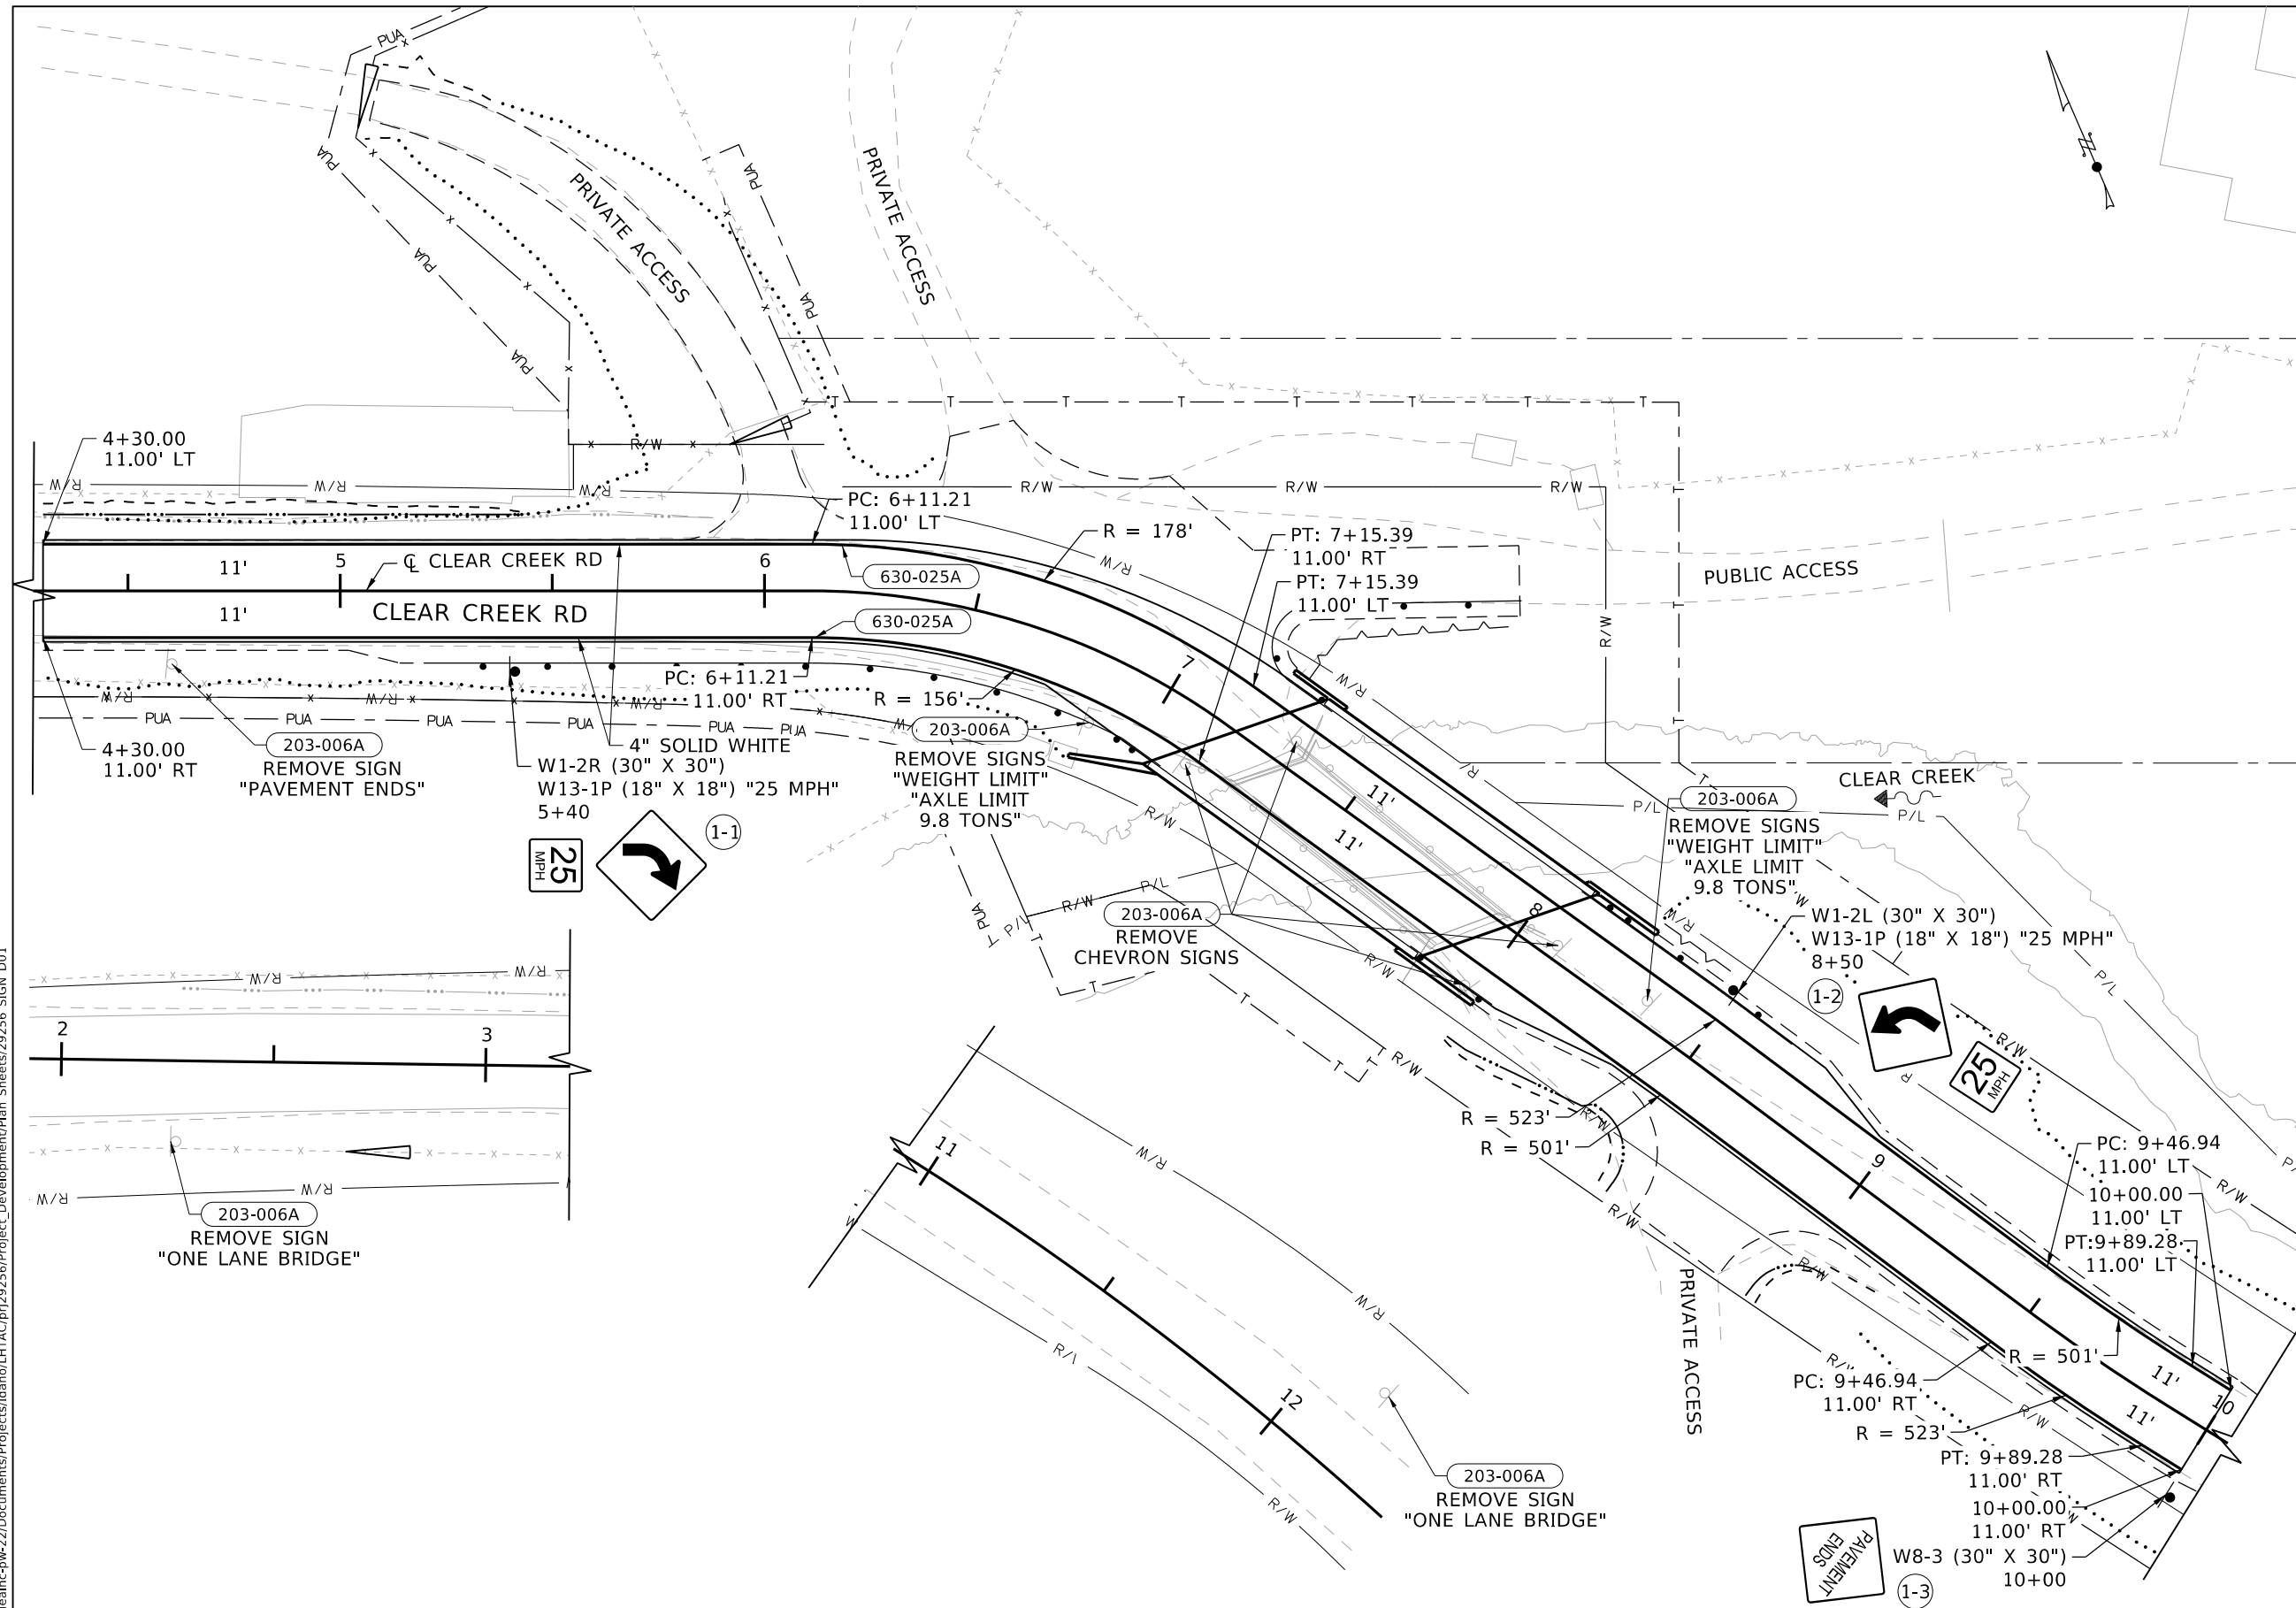 PUA
PUA
PUA
PUA
PUA
PUA
PRIVATE ACCESS
PRIVATE ACCESS
N
4+30.00
11.00' LT
R/W
R/W
R/W
R/W
R/W
R/W
R/W
T T T T T T T T
PC: 6+11.21
11.00' LT
R = 178'
PT: 7+15.39
11.00' RT
PT: 7+15.39
11.00' LT
PUBLIC ACCESS
R/W
11'
5
℄ CLEAR CREEK RD
6
630-025A
11'
CLEAR CREEK RD
630-025A
7
R/W
R/W
PC: 6+11.21
11.00' RT
R = 156'
R/W
R/W
R/W
PUA PUA PUA PUA PUA PUA
4+30.00
11.00' RT
203-006A
REMOVE SIGN
"PAVEMENT ENDS"
4" SOLID WHITE
W1-2R (30" X 30")
W13-1P (18" X 18") "25 MPH"
5+40
25
MPH
1-1
203-006A
REMOVE SIGNS
"WEIGHT LIMIT"
"AXLE LIMIT
9.8 TONS"
11'
11'
8
R/W
P/L
R/W
P/L
PUA
T
203-006A
REMOVE
CHEVRON SIGNS
CLEAR CREEK
P/L
P/L
203-006A
REMOVE SIGNS
"WEIGHT LIMIT"
"AXLE LIMIT
9.8 TONS"
W1-2L (30" X 30")
W13-1P (18" X 18") "25 MPH"
8+50
1-2
25
MPH
R/W
P/L
R/W
R/W
R/W
2
3
R/W
R/W
R/W
R/W
203-006A
REMOVE SIGN
"ONE LANE BRIDGE"
11
12
R/W
R/W
R/W
203-006A
REMOVE SIGN
"ONE LANE BRIDGE"
R/W
R/W
R = 523'
R = 501'
R/W
R/W
R/W
PRIVATE ACCESS
9
PC: 9+46.94
11.00' LT
R/W
10+00.00
11.00' LT
PT:9+89.28
11.00' LT
R = 501'
11'
11'
10
PC: 9+46.94
11.00' RT
R/W
R = 523'
PT: 9+89.28
11.00' RT
10+00.00
11.00' RT
W8-3 (30" X 30")
10+00
PAVEMENT
ENDS
1-3